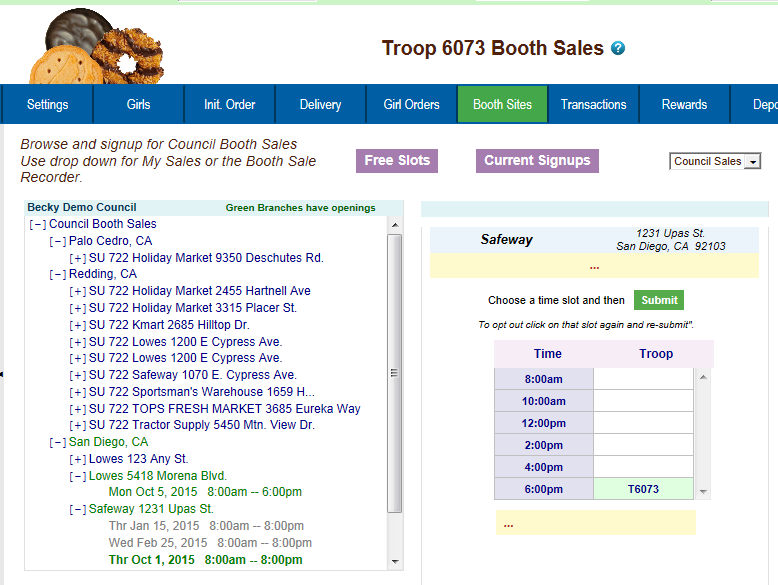 Troop 6073 Booth Sales ?
Settings Girls Init. Order Delivery Girl Orders Booth Sites Transactions Rewards Depo
Browse and signup for Council Booth Sales
Use drop down for My Sales or the Booth Sale
Recorder.
Free Slots
Current Signups
Council Sales
Becky Demo Council Green Branches have openings
[−] Council Booth Sales
[−] Palo Cedro, CA
[+] SU 722 Holiday Market 9350 Deschutes Rd.
[−] Redding, CA
[+] SU 722 Holiday Market 2455 Hartnell Ave
[+] SU 722 Holiday Market 3315 Placer St.
[+] SU 722 Kmart 2685 Hilltop Dr.
[+] SU 722 Lowes 1200 E Cypress Ave.
[+] SU 722 Lowes 1200 E Cypress Ave.
[+] SU 722 Safeway 1070 E. Cypress Ave.
[+] SU 722 Sportsman's Warehouse 1659 H...
[+] SU 722 TOPS FRESH MARKET 3685 Eureka Way
[+] SU 722 Tractor Supply 5450 Mtn. View Dr.
[−] San Diego, CA
[+] Lowes 123 Any St.
[−] Lowes 5418 Morena Blvd.
Mon Oct 5, 2015 8:00am -- 6:00pm
[−] Safeway 1231 Upas St.
Thr Jan 15, 2015 8:00am -- 8:00pm
Wed Feb 25, 2015 8:00am -- 8:00pm
Thr Oct 1, 2015 8:00am -- 8:00pm
Safeway
1231 Upas St.
San Diego, CA 92103
...
Choose a time slot and then Submit
To opt out click on that slot again and re-submit".
Time Troop
8:00am
10:00am
12:00pm
2:00pm
4:00pm
6:00pm T6073
...